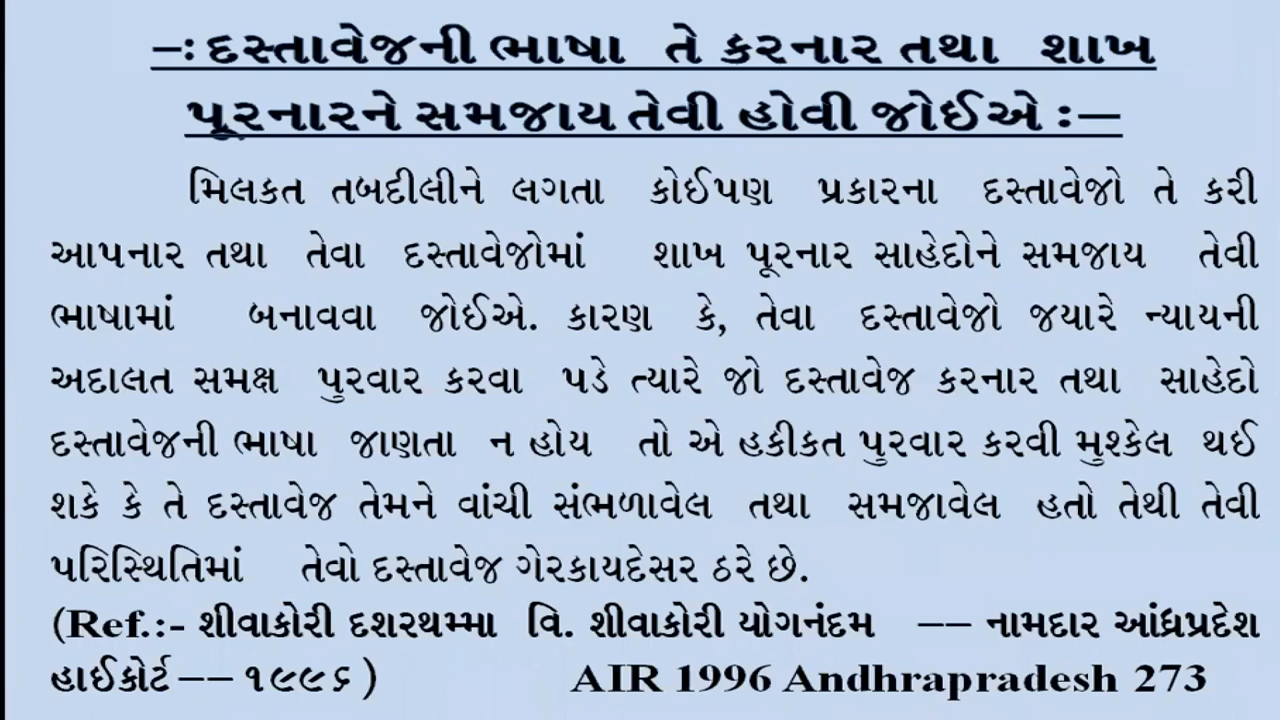 –: દસ્તાવેજની ભાષા તે કરનાર તથા શાખ
પૂરનારને સમજાય તેવી હોવી જોઈએ :–
મિલકત તબદીલીને લગતા કોઈપણ પ્રકારના દસ્તાવેજો તે કરી
આપનાર તથા તેવા દસ્તાવેજોમાં શાખ પૂરનાર સાહેદોને સમજાય તેવી
ભાષામાં બનાવવા જોઈએ. કારણ કે, તેવા દસ્તાવેજો જયારે ન્યાયની
અદાલત સમક્ષ પુરવાર કરવા પડે ત્યારે જો દસ્તાવેજ કરનાર તથા સાહેદો
દસ્તાવેજની ભાષા જાણતા ન હોય તો એ હકીકત પુરવાર કરવી મુશ્કેલ થઈ
શકે કે તે દસ્તાવેજ તેમને વાંચી સંભળાવેલ તથા સમજાવેલ હતો તેથી તેવી
પરિસ્થિતિમાં તેવો દસ્તાવેજ ગેરકાયદેસર ઠરે છે.
(Ref.:- શીવાકોરી દશરથમ્મા વિ. શીવાકોરી યોગનંદમ –– નામદાર આંધ્રપ્રદેશ
હાઈકોર્ટ –– ૧૯૯૬ ) AIR 1996 Andhrapradesh 273